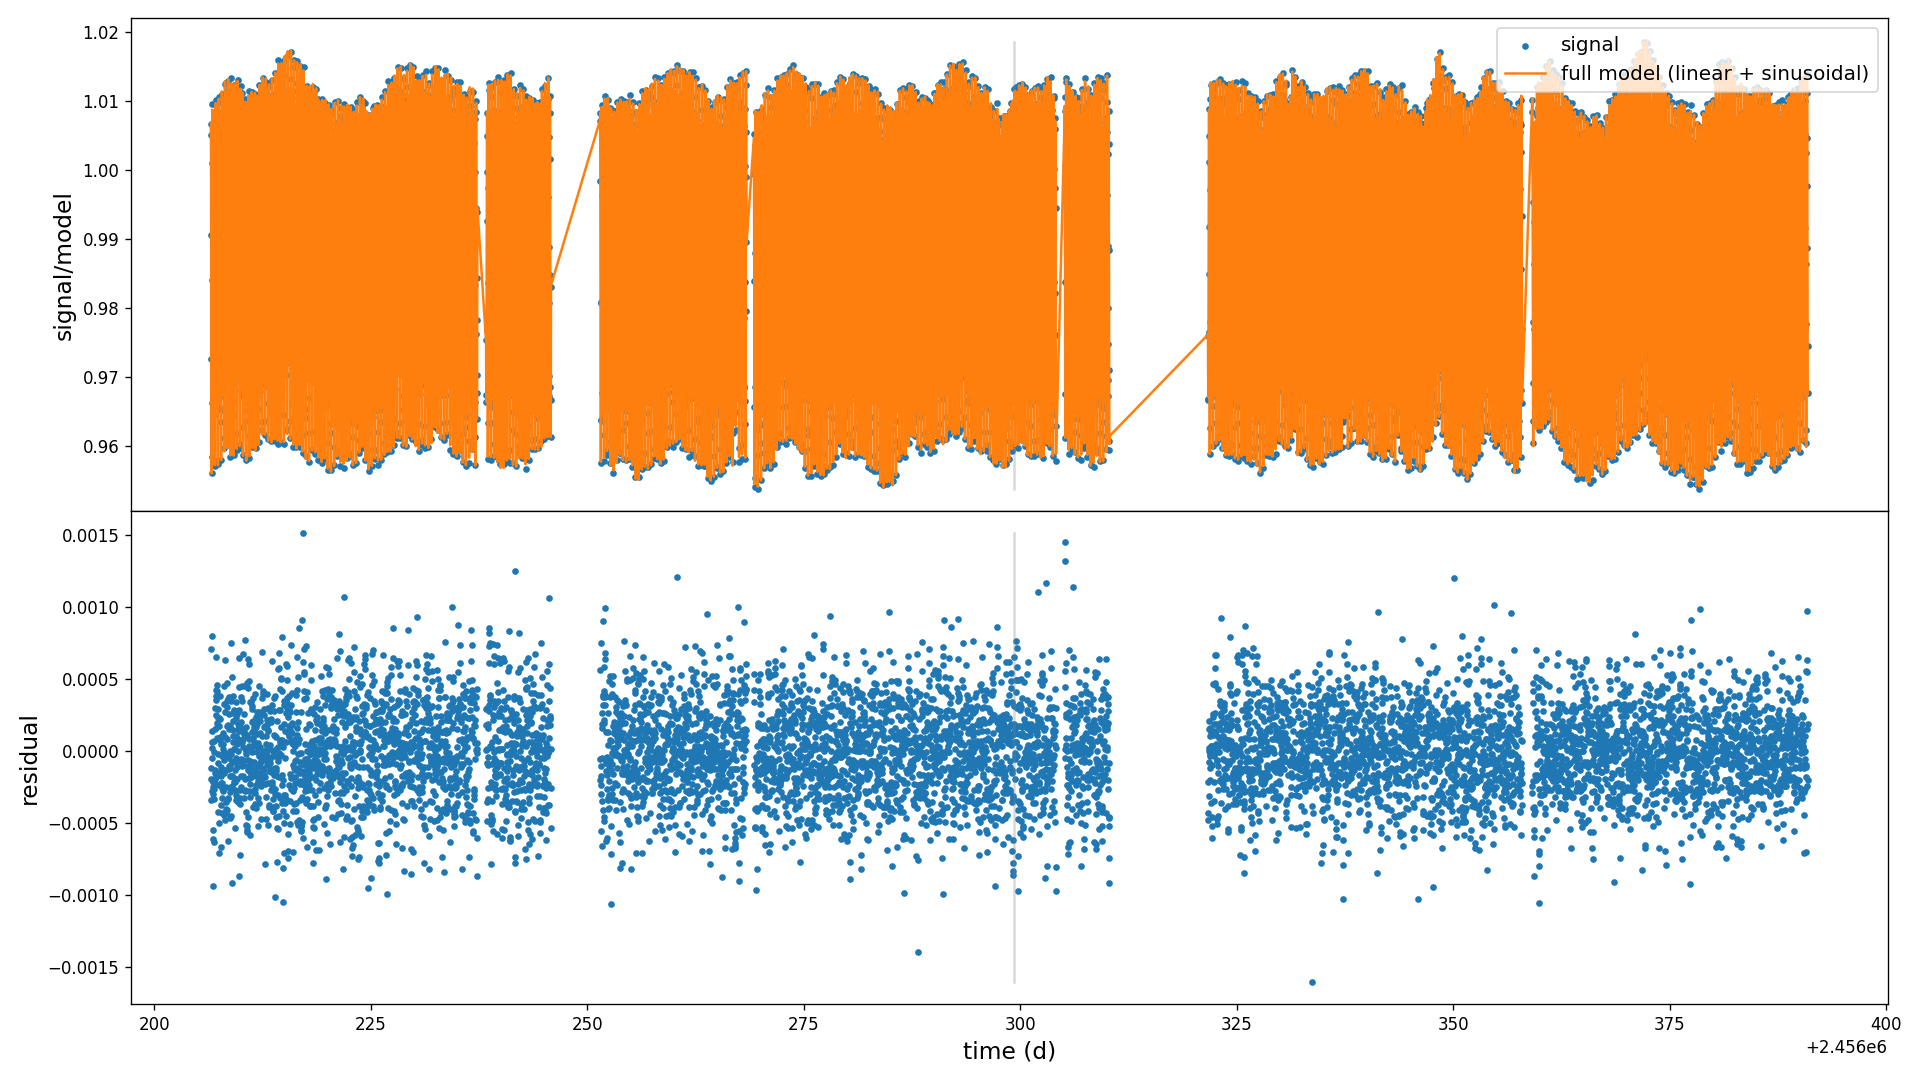 1.02
1.01
1.00
0.99
0.98
0.97
0.96
signal/model
signal
full model (linear + sinusoidal)
0.0015
0.0010
0.0005
0.0000
−0.0005
−0.0010
−0.0015
residual
200 225 250 275 300 325 350 375 400
time (d)
+2.456e6